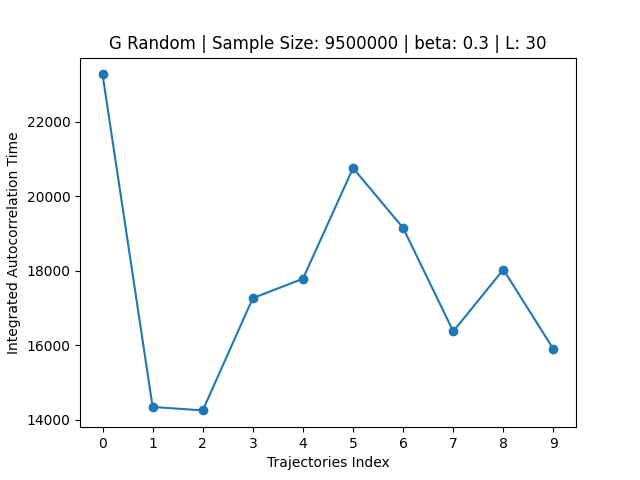 G Random | Sample Size: 9500000 | beta: 0.3 | L: 30
Integrated Autocorrelation Time
22000
20000
18000
16000
14000
0 1 2 3 4 5 6 7 8 9
Trajectories Index